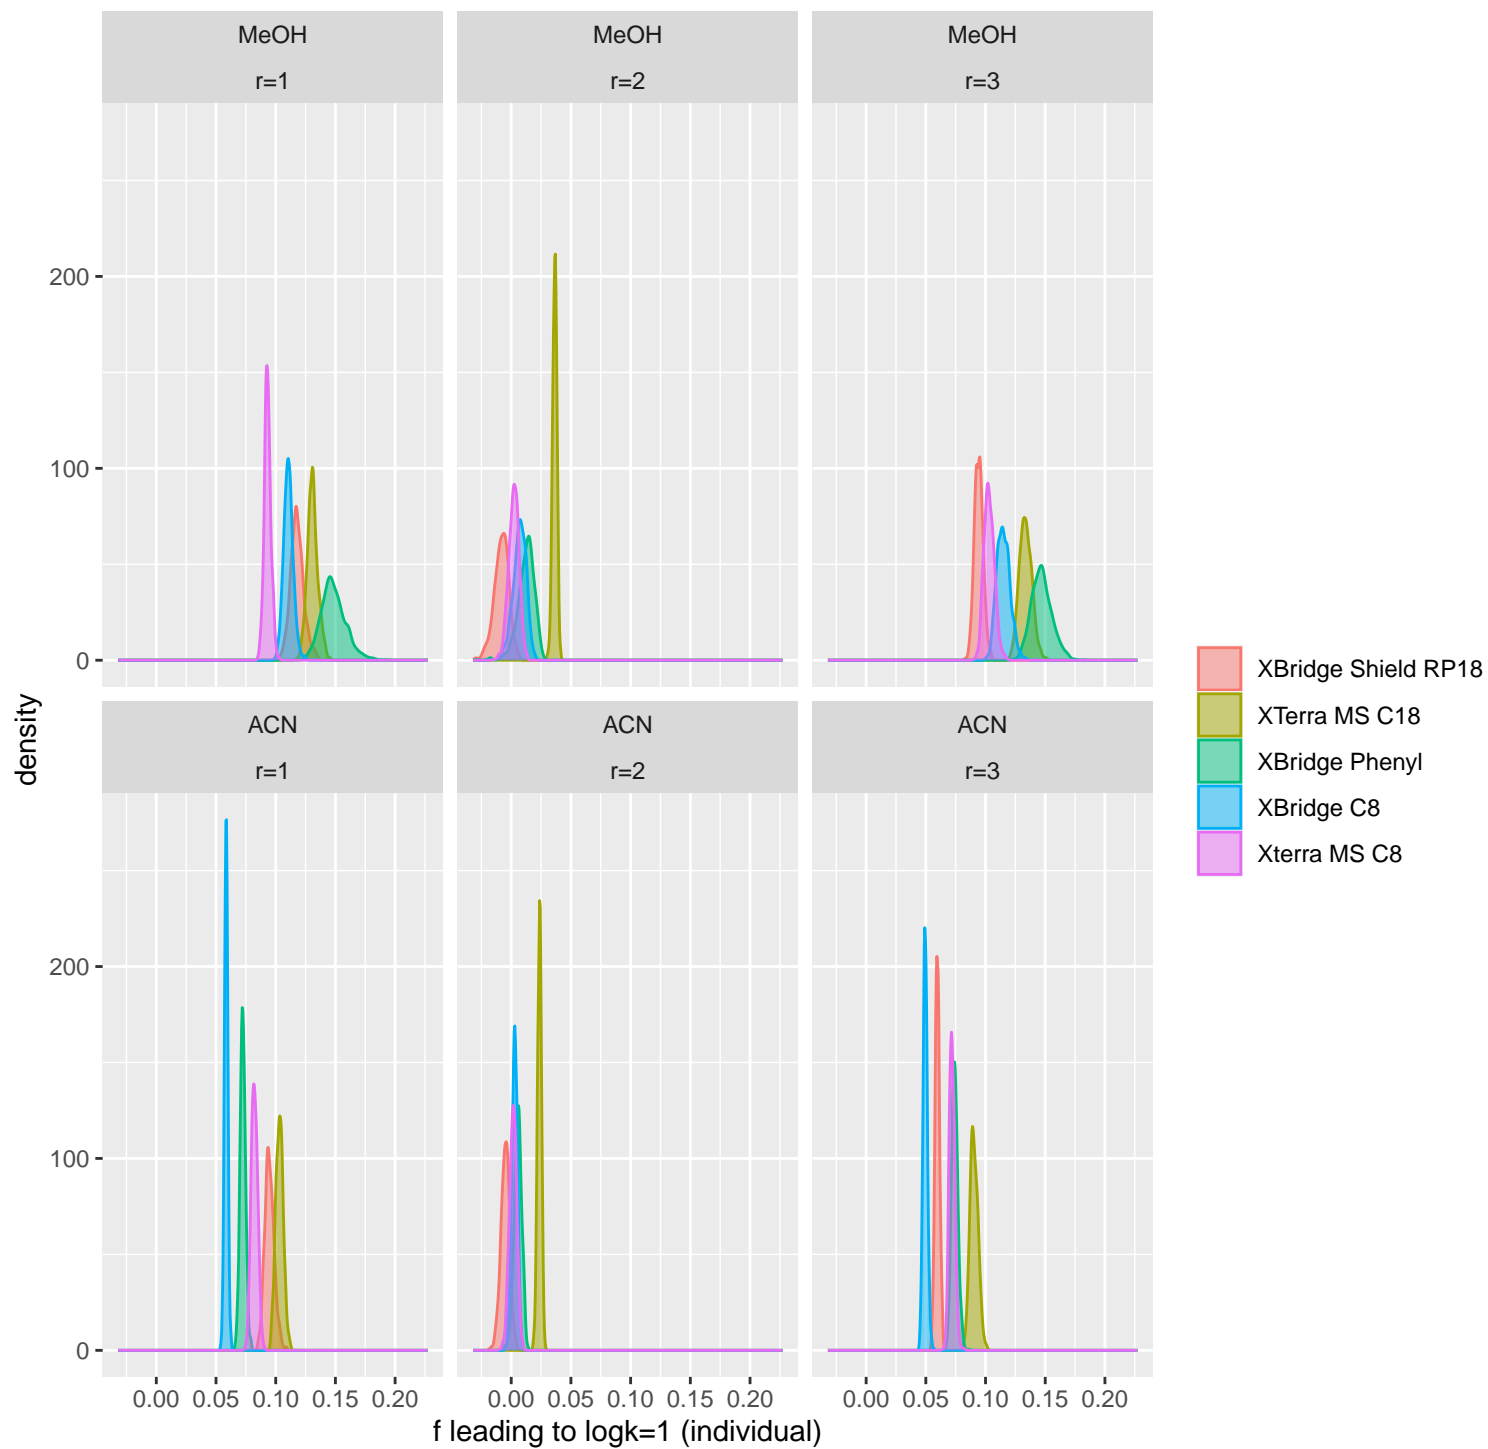 MeOH
r=1
MeOH
r=2
MeOH
r=3
200
100
0
ACN
r=1
ACN
r=2
ACN
r=3
200
100
0
0.00 0.05 0.10 0.15 0.20
0.00 0.05 0.10 0.15 0.20
0.00 0.05 0.10 0.15 0.20
f leading to logk=1 (individual)
density
XBridge Shield RP18
XTerra MS C18
XBridge Phenyl
XBridge C8
Xterra MS C8